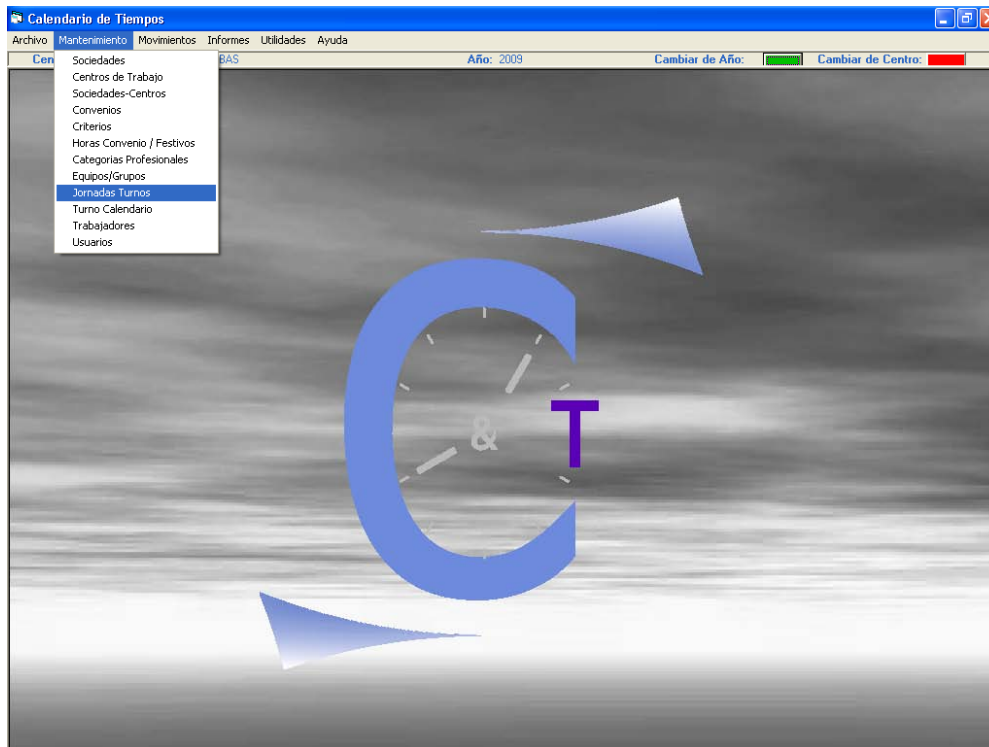 Calendario de Tiempos
Archivo Mantenimiento Movimientos Informes Utilidades Ayuda
Cen BAS Año: 2009 Cambiar de Año: Cambiar de Centro:
Sociedades
Centros de Trabajo
Sociedades-Centros
Convenios
Criterios
Horas Convenio / Festivos
Categorias Profesionales
Equipos/Grupos
Jornadas Turnos
Turno Calendario
Trabajadores
Usuarios
C & T